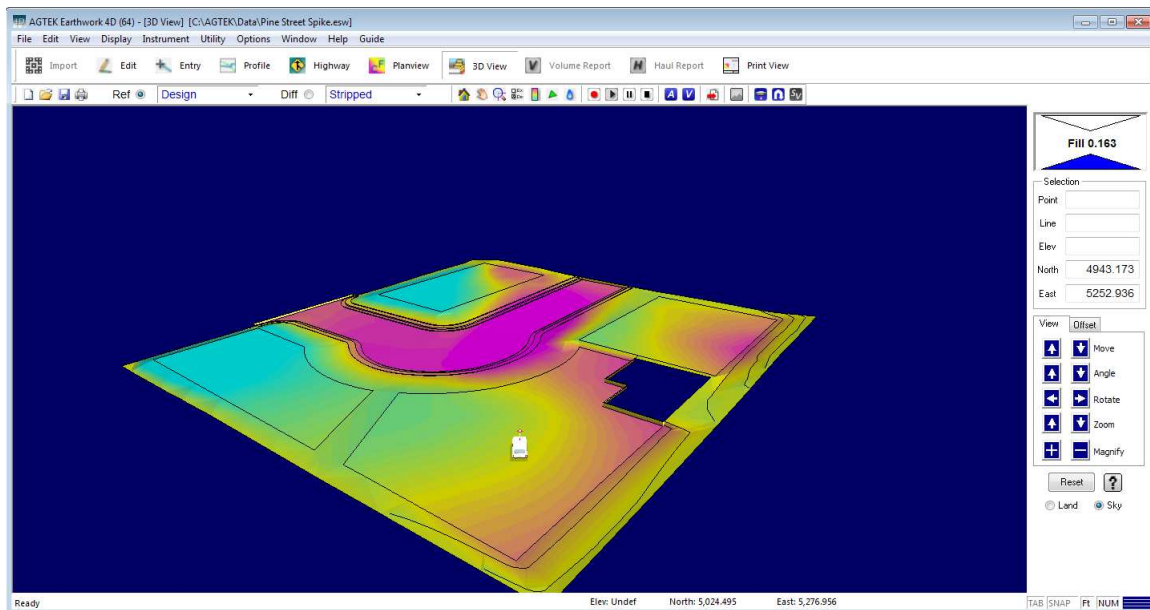 AGTEK Earthwork 4D (64) - [3D View] [C:\AGTEK\Data\Pine Street Spike.esw]
File Edit View Display Instrument Utility Options Window Help Guide
Import Edit Entry Profile Highway Planview 3D View Volume Report Haul Report Print View
Ref Design Diff Stripped A V
Fill 0.163
Selection
Point
Line
Elev
North 4943.173
East 5252.936
View Offset
Move
Angle
Rotate
Zoom
Magnify
Reset ?
Land Sky
Ready Elev: Undef North: 5,024.495 East: 5,276.956 TAB SNAP Ft NUM